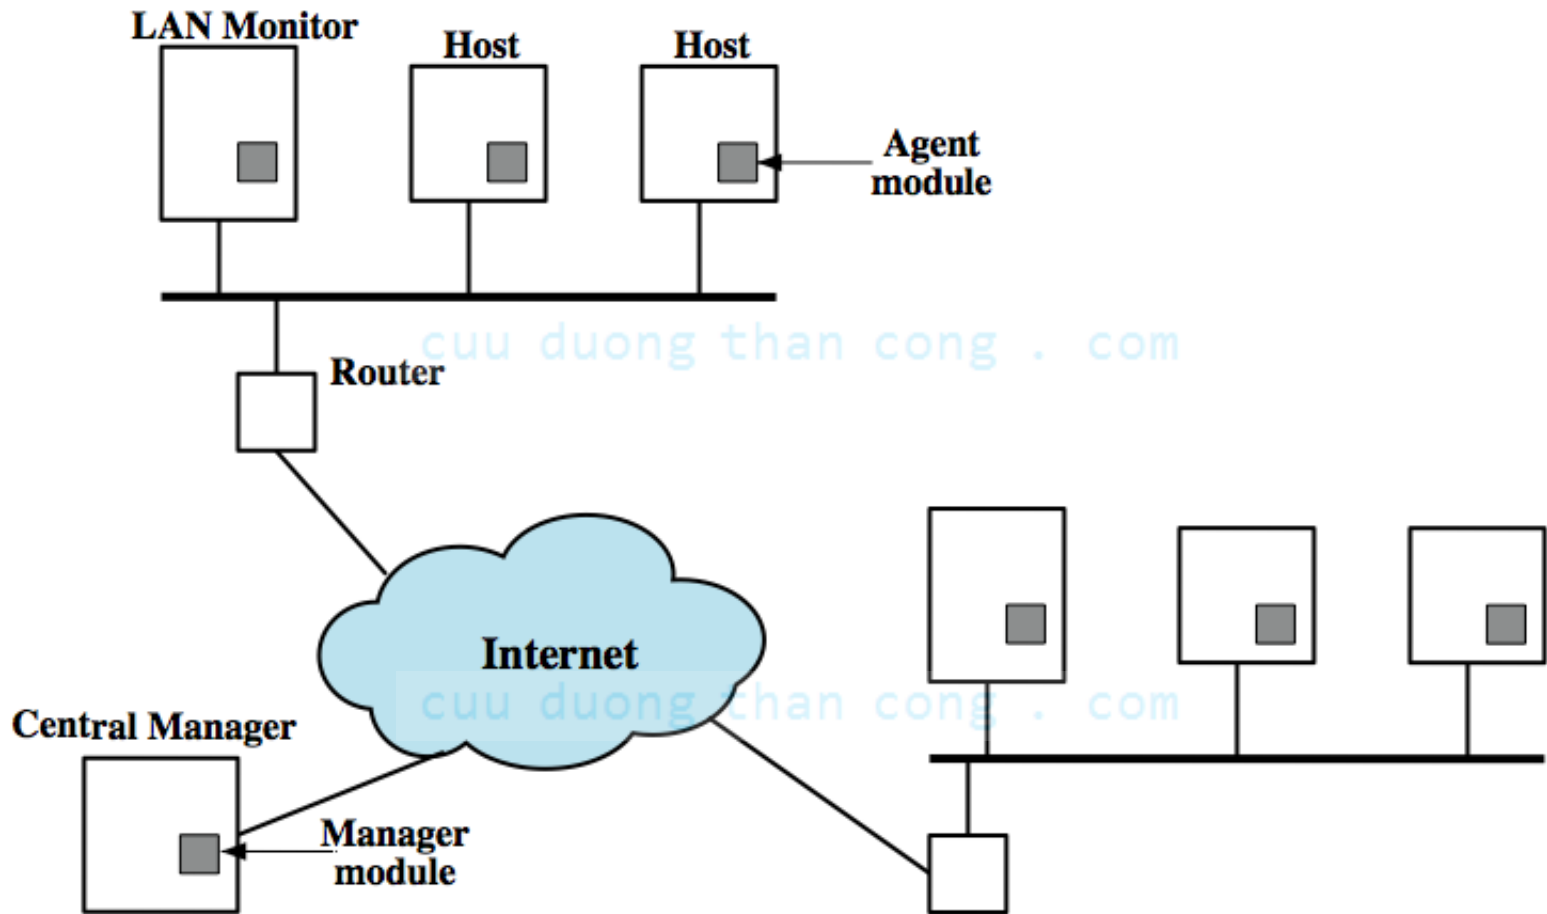 LAN Monitor
Host
Host
Agent
module
cuu duong than cong . com
Router
Internet
cuu duong than cong . com
Central Manager
Manager
module